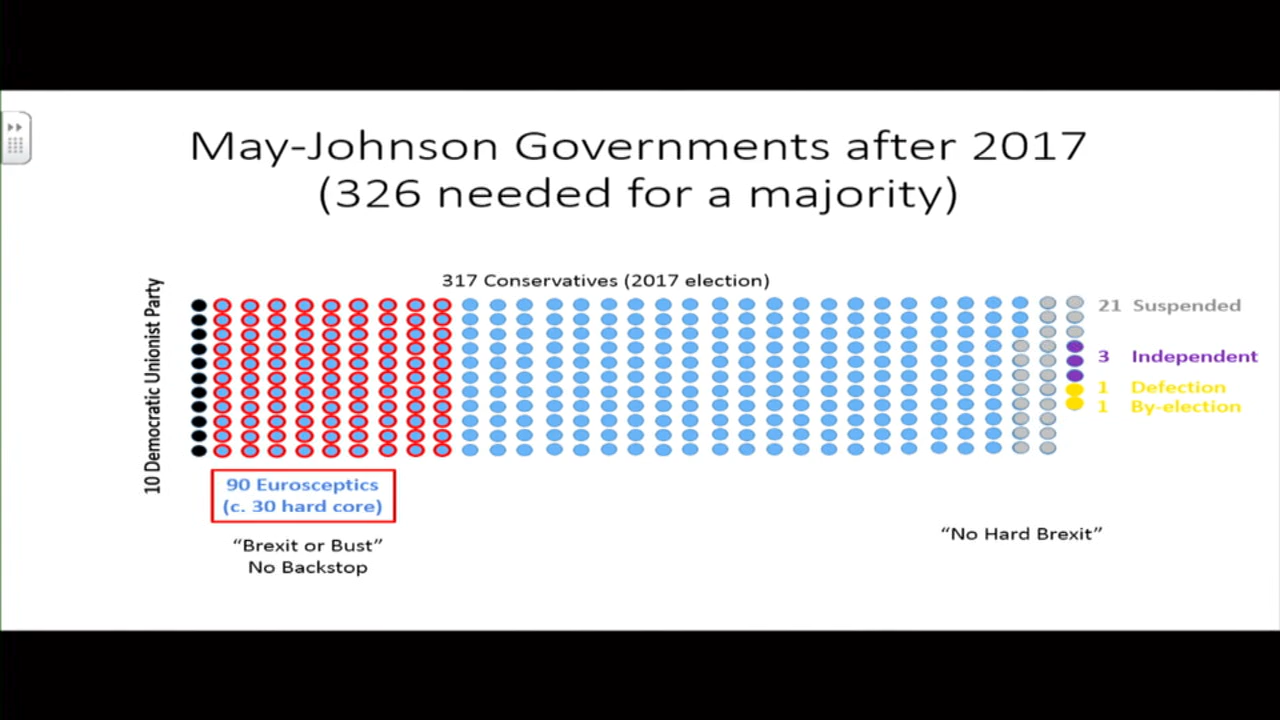 May-Johnson Governments after 2017
(326 needed for a majority)
317 Conservatives (2017 election)
10 Democratic Unionist Party
21 Suspended
3 Independent
1 Defection
1 By-election
90 Eurosceptics
(c. 30 hard core)
“Brexit or Bust”
No Backstop
“No Hard Brexit”